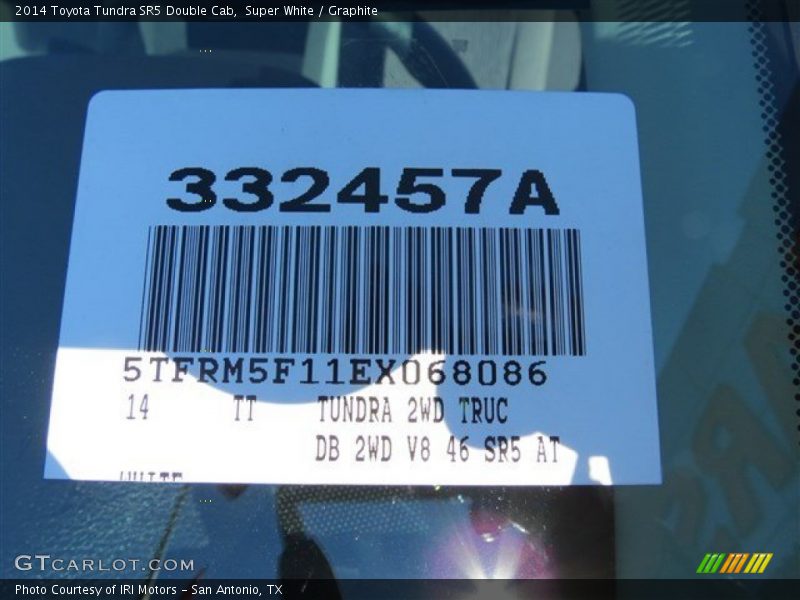 2014 Toyota Tundra SR5 Double Cab, Super White / Graphite
332457A
5TFRM5F11EX068086
14 TT TUNDRA 2WD TRUC
DB 2WD V8 46 SR5 AT
WHITE
GTCARLOT.COM
Photo Courtesy of IRI Motors - San Antonio, TX